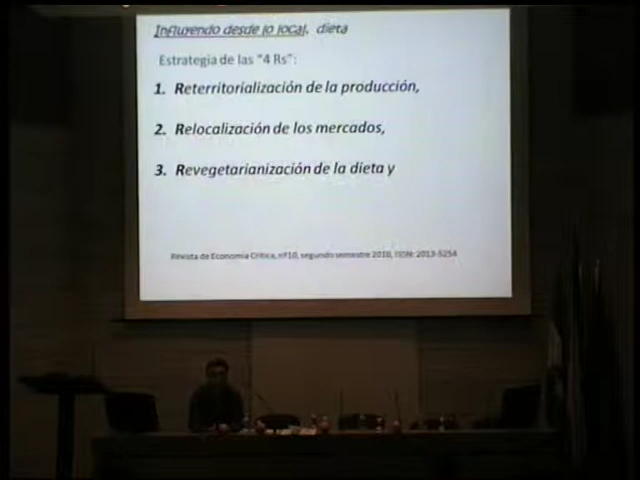 Influyendo desde lo local, dieta
Estrategia de las "4 Rs":
1. Reterritorialización de la producción,
2. Relocalización de los mercados,
3. Revegetarianización de la dieta y
Revista de Economia Crítica, nº10, segundo semestre 2010, ISSN: 2013-5254